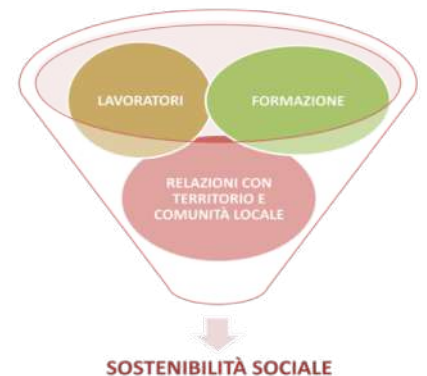 LAVORATORI
FORMAZIONE
RELAZIONI CON
TERRITORIO E
COMUNITÀ LOCALE
SOSTENIBILITÀ SOCIALE